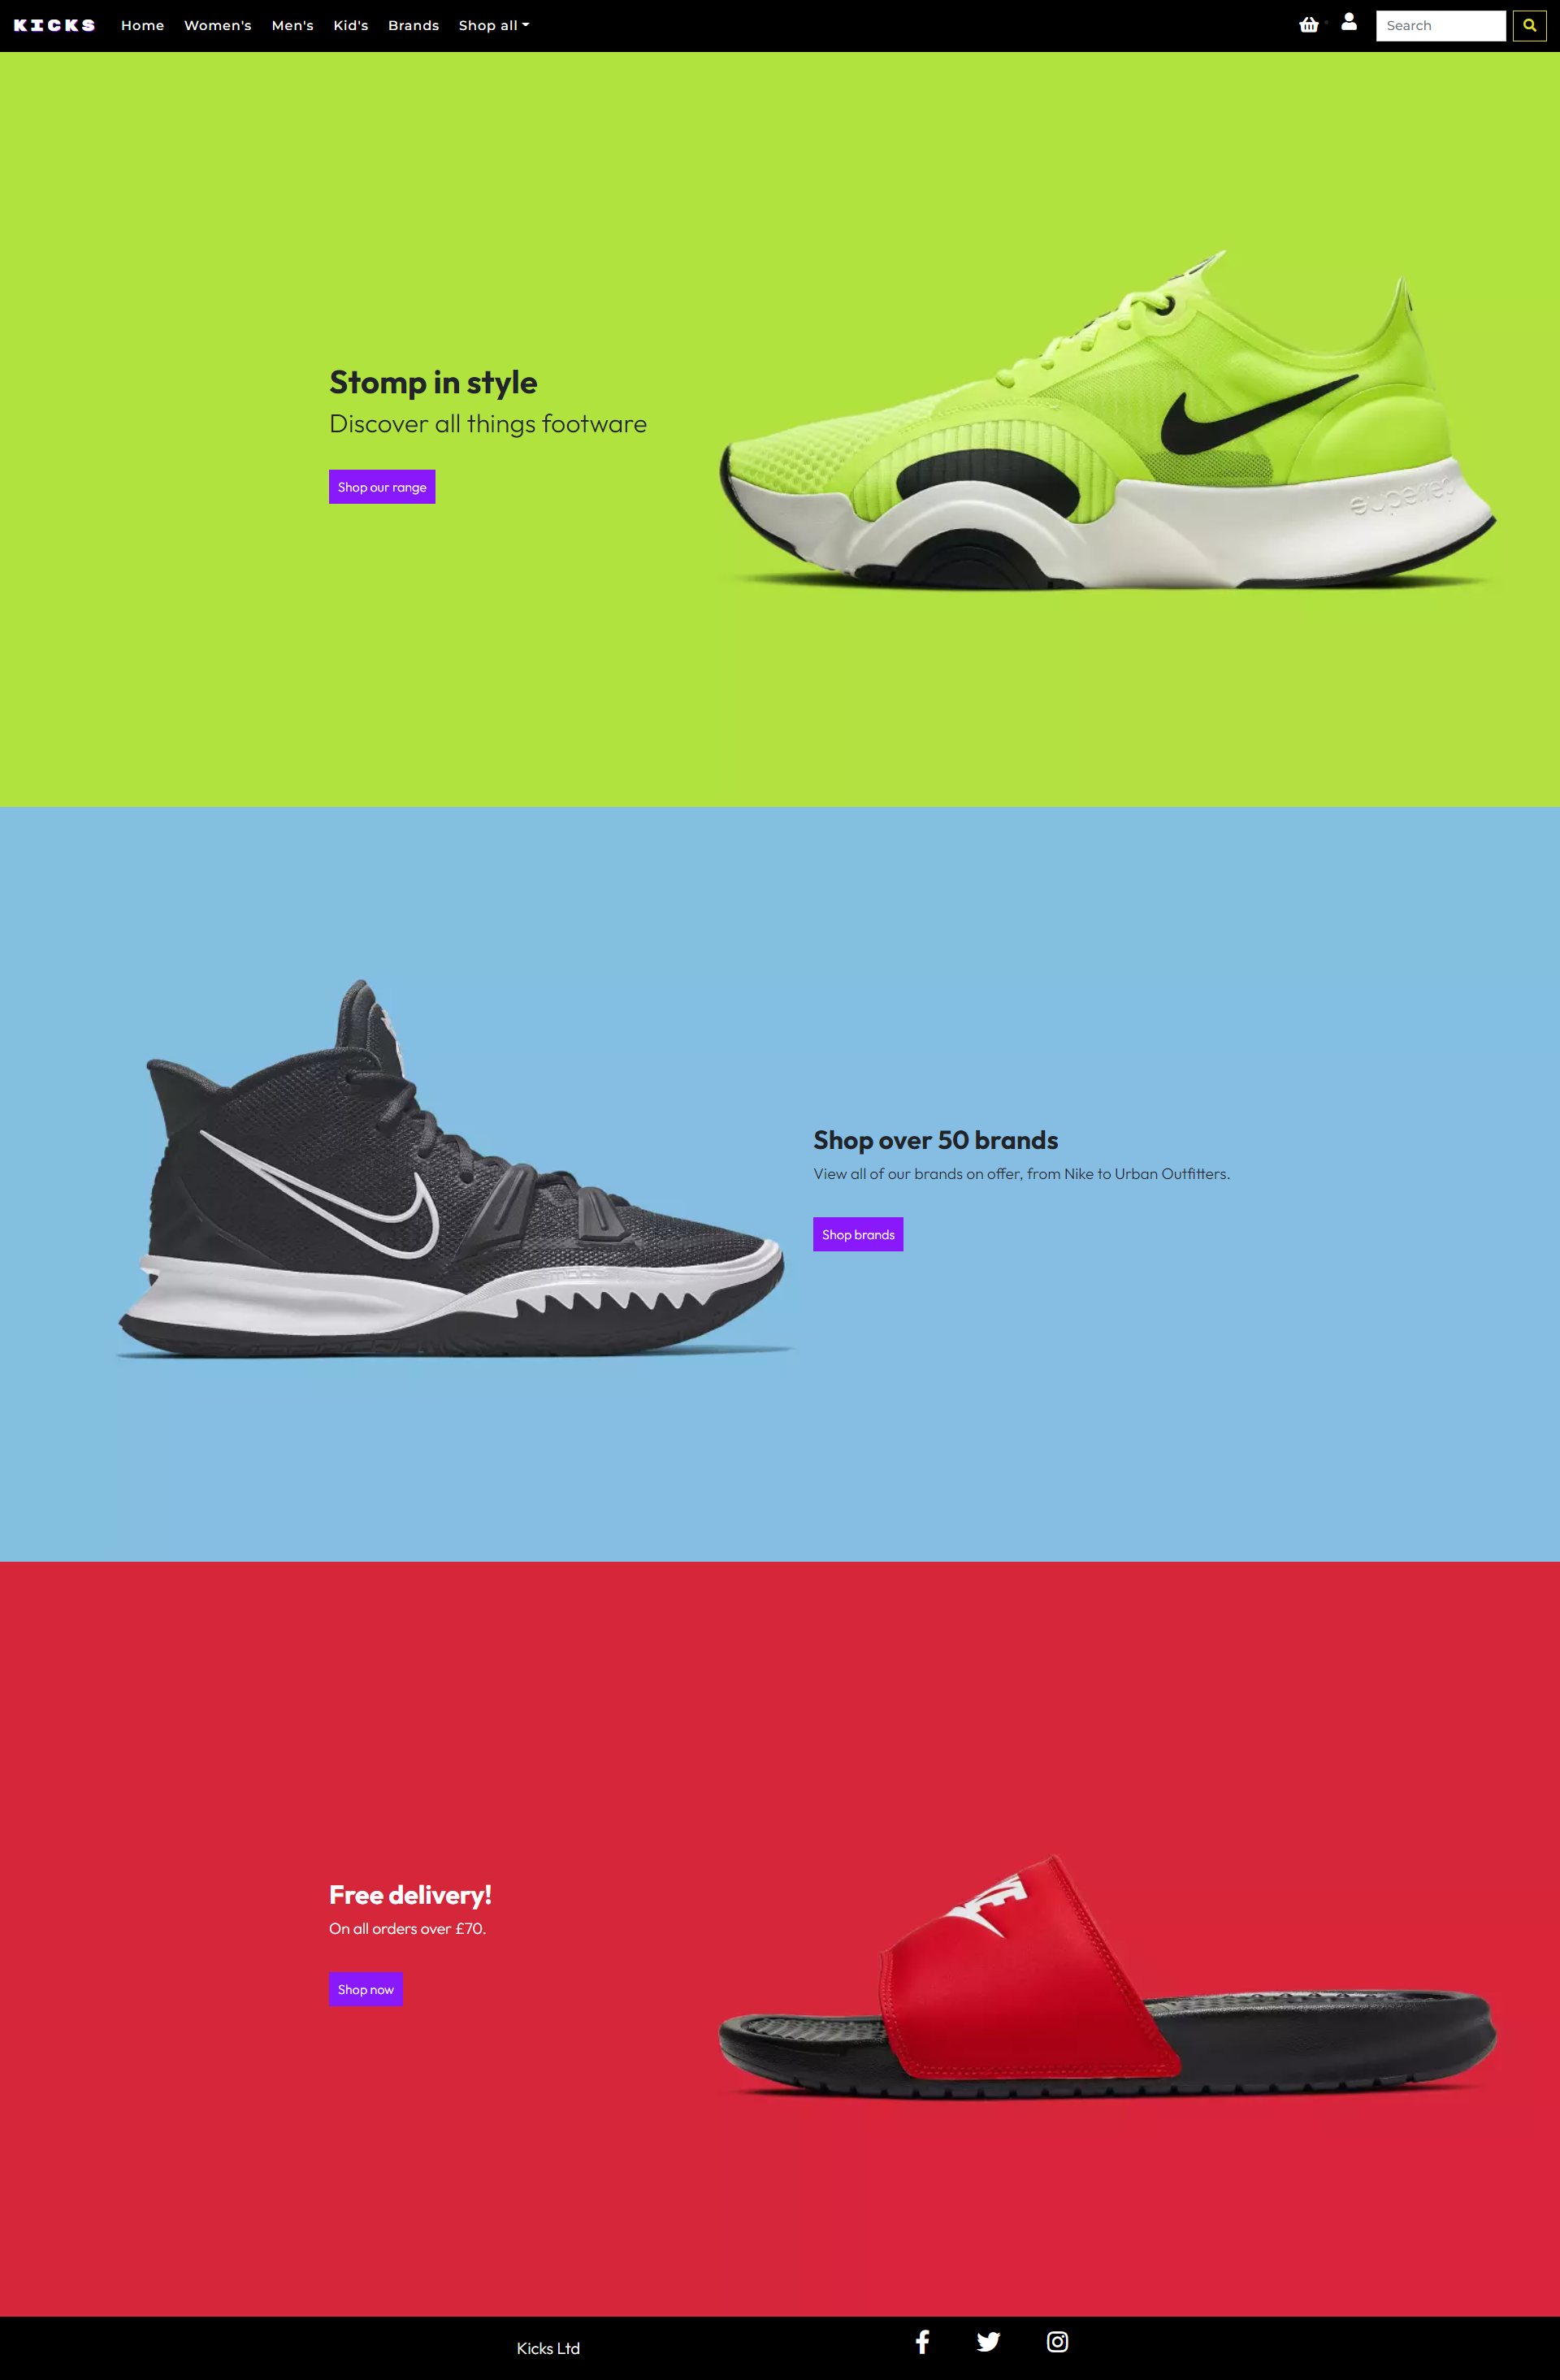 KICKS Home Women's Men's Kid's Brands Shop all Search
Stomp in style
Discover all things footware
Shop our range
superrep
Shop over 50 brands
View all of our brands on offer, from Nike to Urban Outfitters.
Shop brands
Free delivery!
On all orders over £70.
Shop now
Kicks Ltd